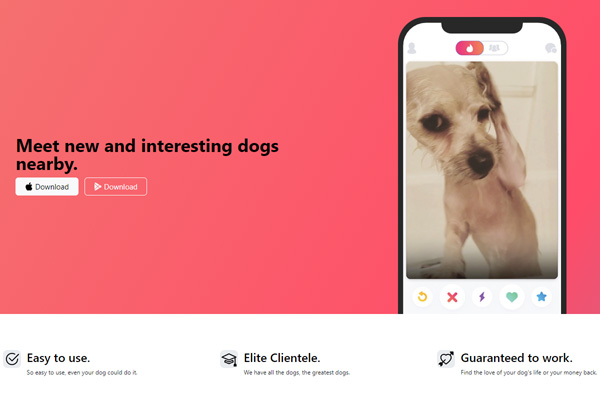 Meet new and interesting dogs
nearby.
Download
Download
Easy to use.
So easy to use, even your dog could do it.
Elite Clientele.
We have all the dogs, the greatest dogs.
Guaranteed to work.
Find the love of your dog's life or your money back.